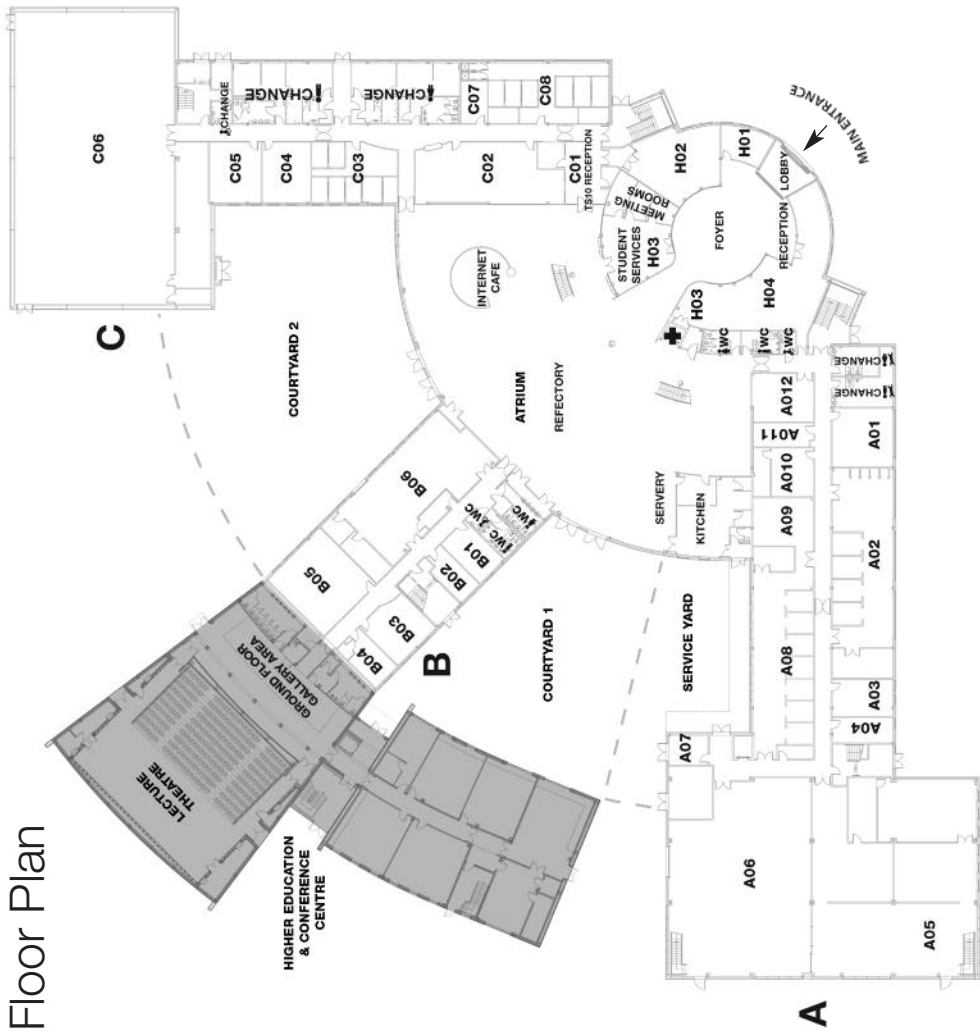 Floor Plan
C06
C
CHANGE
CHANGE
CHANGE
C05
C04
C03
C07
C08
C02
C01
TS10 RECEPTION
COURTYARD 2
INTERNET
CAFE
ATRIUM
REFECTORY
MEETING
ROOMS
STUDENT
SERVICES
H03
H02
H01
LOBBY
MAIN ENTRANCE
FOYER
RECEPTION
H04
H03
WC
WC
WC
B06
B05
WC
WC
WC
B01
B02
B03
B04
B
GROUND FLOOR
GALLERY AREA
LECTURE
THEATRE
HIGHER EDUCATION
& CONFERENCE
CENTRE
COURTYARD 1
SERVERY
KITCHEN
SERVICE YARD
A012
A011
A010
A09
A08
A07
CHANGE
CHANGE
A01
A02
A03
A04
A06
A05
A